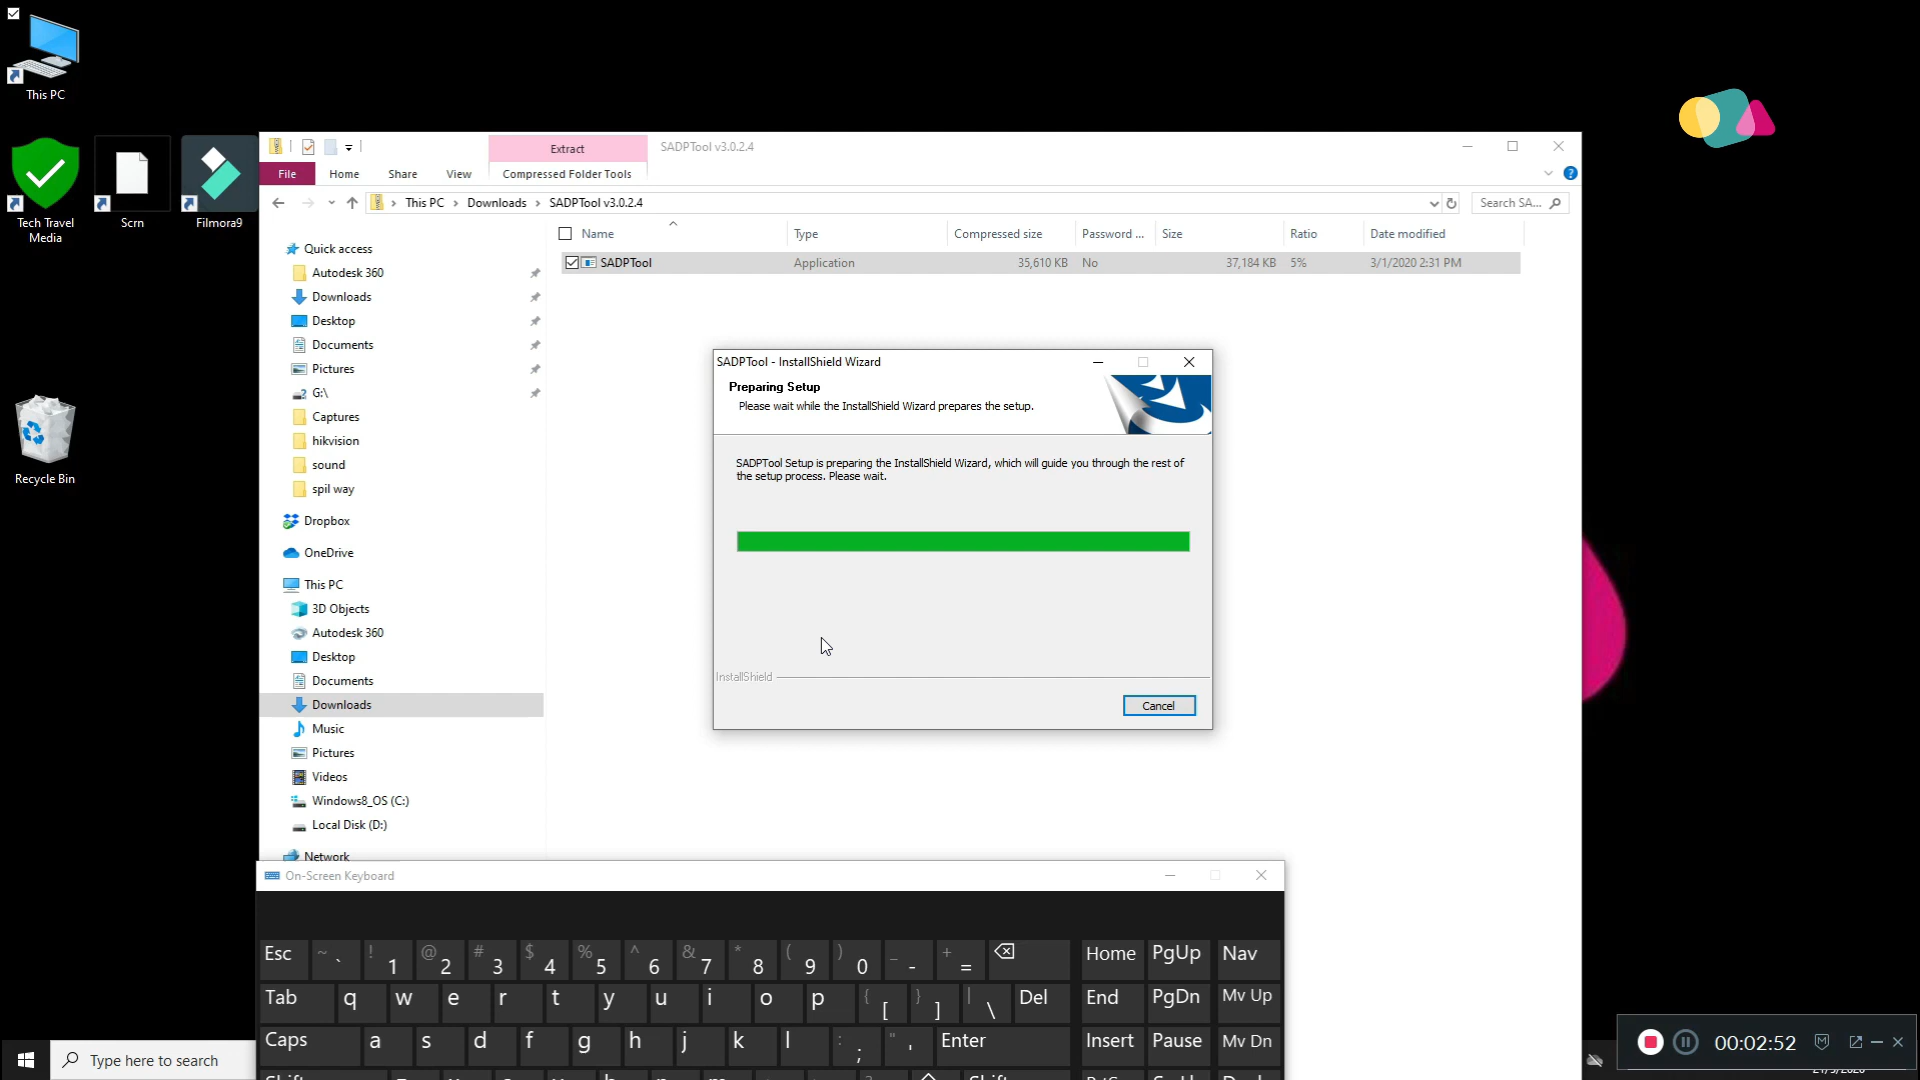 This PC
Tech Travel
Media
Scrn
Filmora9
Recycle Bin
Extract
SADPTool v3.0.2.4
File
Home
Share
View
Compressed Folder Tools
This PC
Downloads
SADPTool v3.0.2.4
Search SA...
Name
Type
Compressed size
Password ...
Size
Ratio
Date modified
SADPTool
Application
35,610 KB
No
37,184 KB
5%
3/1/2020 2:31 PM
Quick access
Autodesk 360
Downloads
Desktop
Documents
Pictures
G:\
Captures
hikvision
sound
spil way
Dropbox
OneDrive
This PC
3D Objects
Autodesk 360
Desktop
Documents
Downloads
Music
Pictures
Videos
Windows8_OS (C:)
Local Disk (D:)
Network
SADPTool - InstallShield Wizard
Preparing Setup
Please wait while the InstallShield Wizard prepares the setup.
SADPTool Setup is preparing the InstallShield Wizard, which will guide you through the rest of
the setup process. Please wait.
InstallShield
Cancel
On-Screen Keyboard
Esc ~ ` ! 1 @ 2 # 3 $ 4 % 5 ^ 6 & 7 * 8 ( 9 ) 0 _ - + = Home PgUp Nav
Tab q w e r t y u i o p { [ } ] | \ Del End PgDn Mv Up
Caps a s d f g h j k l : ; " ' Enter Insert Pause Mv Dn
Type here to search
00:02:52